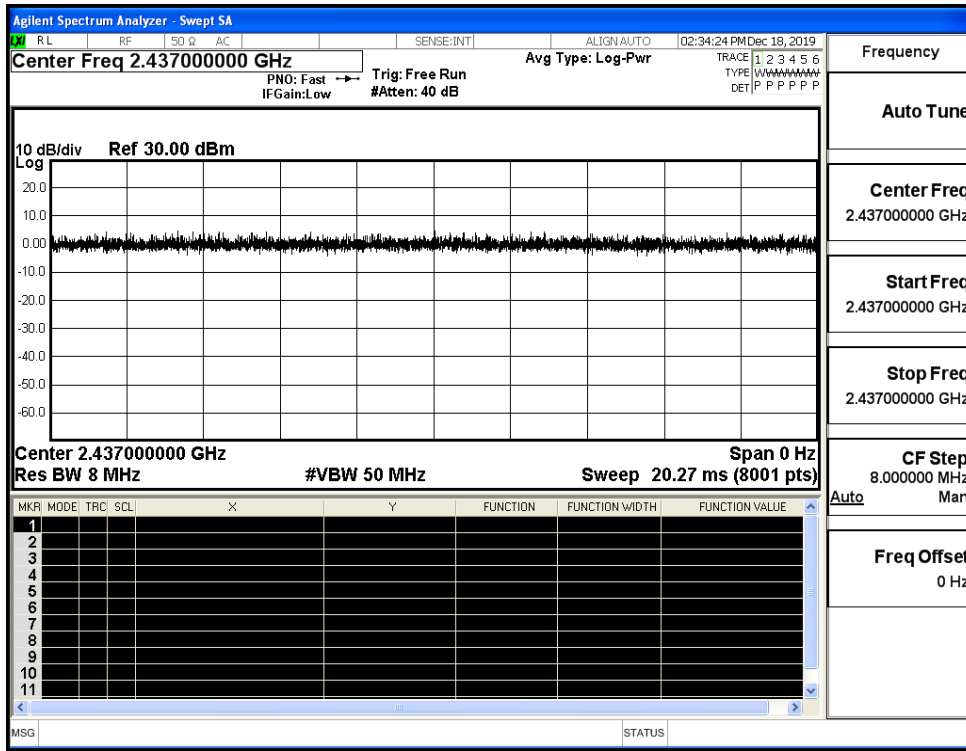 Agilent Spectrum Analyzer - Swept SA
LXI RL RF 50 Ω AC SENSE:INT ALIGN AUTO 02:34:24 PM Dec 18, 2019
Center Freq 2.437000000 GHz
Avg Type: Log-Pwr
TRACE 1 2 3 4 5 6
PNO: Fast
Trig: Free Run
TYPE
IFGain:Low
#Atten: 40 dB
DET P P P P P P
10 dB/div Ref 30.00 dBm
Log
20.0
10.0
0.00
-10.0
-20.0
-30.0
-40.0
-50.0
-60.0
Center 2.437000000 GHz Span 0 Hz
Res BW 8 MHz #VBW 50 MHz Sweep 20.27 ms (8001 pts)
MKR MODE TRC SCL X Y FUNCTION FUNCTION WIDTH FUNCTION VALUE
1
2
3
4
5
6
7
8
9
10
11
MSG STATUS
Frequency
Auto Tune
Center Freq
2.437000000 GHz
Start Freq
2.437000000 GHz
Stop Freq
2.437000000 GHz
CF Step
8.000000 MHz
Auto Man
Freq Offset
0 Hz